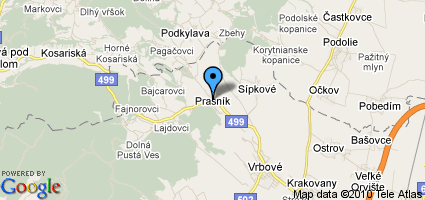 Markovci
Dlhý vŕšok
Podkylava
Zbehy
Podolské
kopanice
Častkovce
Podolie
á pod
lom
Kosariská
Horné
Kosariská
Pagačovci
Korytnianske
kopanice
Pažitný
mlyn
499
Bajcarovci
Fajnorovci
Prašník
Šípkové
Očkov
Pobedím
Lajdovci
499
Dolná
Pustá Ves
Vrbové
Ostrov
Bašovce
Krakovany
Veľké
Orvište
POWERED BY
Google
Map data ©2010 Tele Atlas